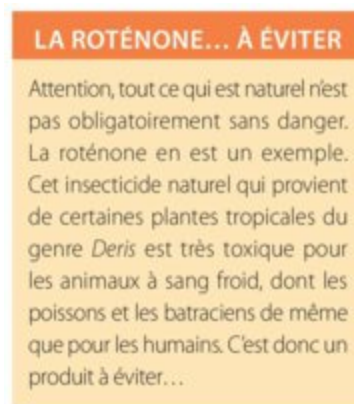 LA ROTÉNONE... À ÉVITER
Attention, tout ce qui est naturel n'est
pas obligatoirement sans danger.
La roténone en est un exemple.
Cet insecticide naturel qui provient
de certaines plantes tropicales du
genre Deris est très toxique pour
les animaux à sang froid, dont les
poissons et les batraciens de même
que pour les humains. C'est donc un
produit à éviter...